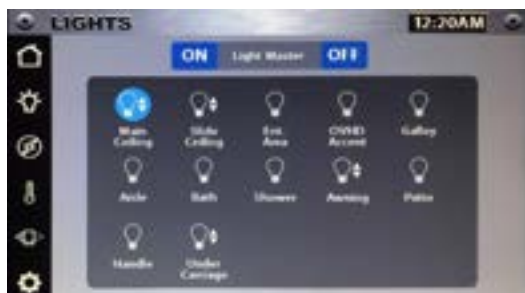 LIGHTS 12:20AM
ON Light Master OFF
Main Ceiling
Slide Ceiling
Ent. Area
OVHD Accent
Galley
Aisle
Bath
Shower
Awning
Patio
Handle
Under Carriage